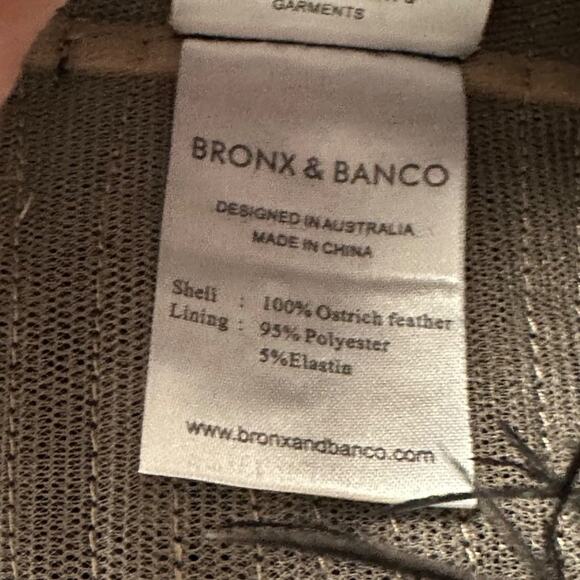 GARMENTS
BRONX & BANCO
DESIGNED IN AUSTRALIA
MADE IN CHINA
Shell : 100% Ostrich feather
Lining : 95% Polyester
5%Elastin
www.bronxandbanco.com